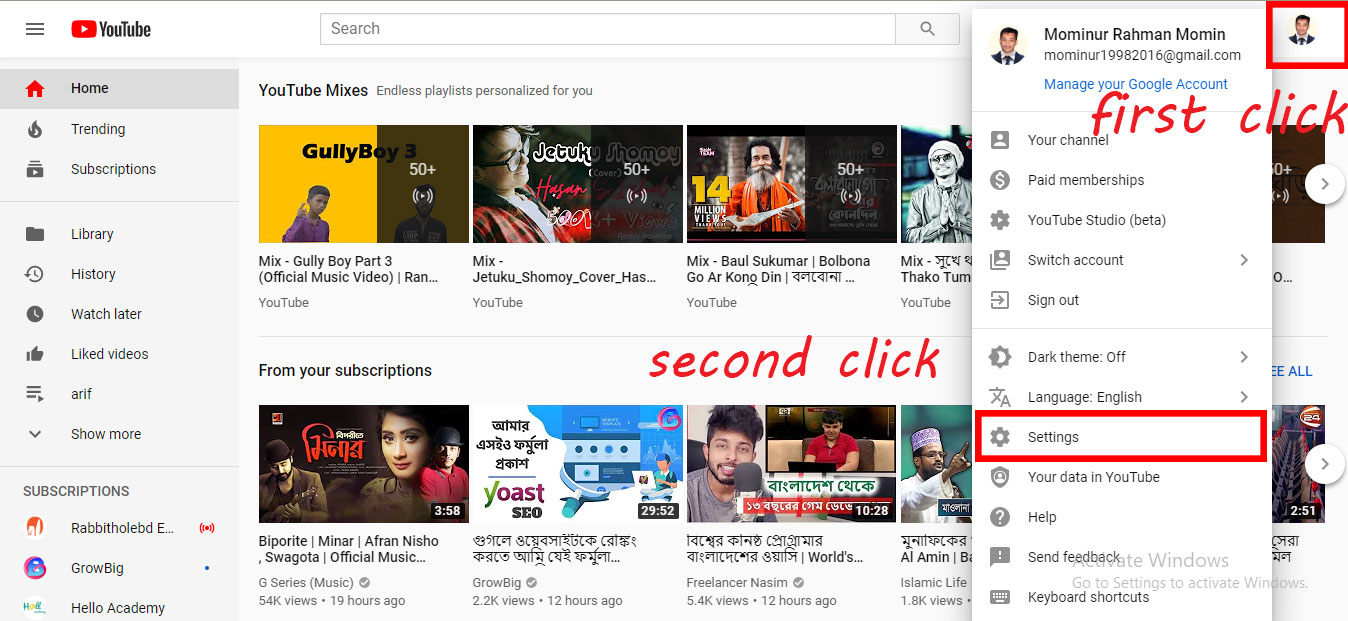 YouTube
Search
Mominur Rahman Momin
mominur19982016@gmail.com
Manage your Google Account
first click
Home
Trending
Subscriptions
Library
History
Watch later
Liked videos
arif
Show more
SUBSCRIPTIONS
Rabbitholebd E...
GrowBig
Hello Academy
YouTube Mixes Endless playlists personalized for you
GullyBoy 3
50+
Jetuku Shomoy
(Cover)
50+
14
MILLION
VIEWS
50+
50+
Mix - Gully Boy Part 3
(Official Music Video) | Ran...
YouTube
Mix -
Jetuku_Shomoy_Cover_Has...
YouTube
Mix - Baul Sukumar | Bolbona
Go Ar Kono Din | বলবোনা ...
YouTube
Mix - সুখে থ
Thako Tum
YouTube
O...
second click
From your subscriptions
SEE ALL
বিপরীতে
মিনার
3:58
আমার
এসইও ফর্মুলা
প্রকাশ
yoast
SEO
29:52
বাংলাদেশ থেকে
১৩ বছরের গেম ডেভে
10:28
মাওলানা
24
2:51
Biporite | Minar | Afran Nisho
, Swagota | Official Music...
G Series (Music)
54K views • 19 hours ago
গুগলে ওয়েবসাইটকে রেঙ্কিং
করতে আমি যেই ফর্মুলা...
GrowBig
2.2K views • 12 hours ago
বিশ্বের কনিষ্ঠ প্রোগ্রামার
বাংলাদেশের ওয়াসি | World's...
Freelancer Nasim
5.4K views • 12 hours ago
মুনাফিকের
Al Amin | Ba
Islamic Life
1.8K views •
সেরা
মিল
Your channel
Paid memberships
YouTube Studio (beta)
Switch account
Sign out
Dark theme: Off
Language: English
Settings
Your data in YouTube
Help
Send feedback
Keyboard shortcuts
Activate Windows
Go to Settings to activate Windows.